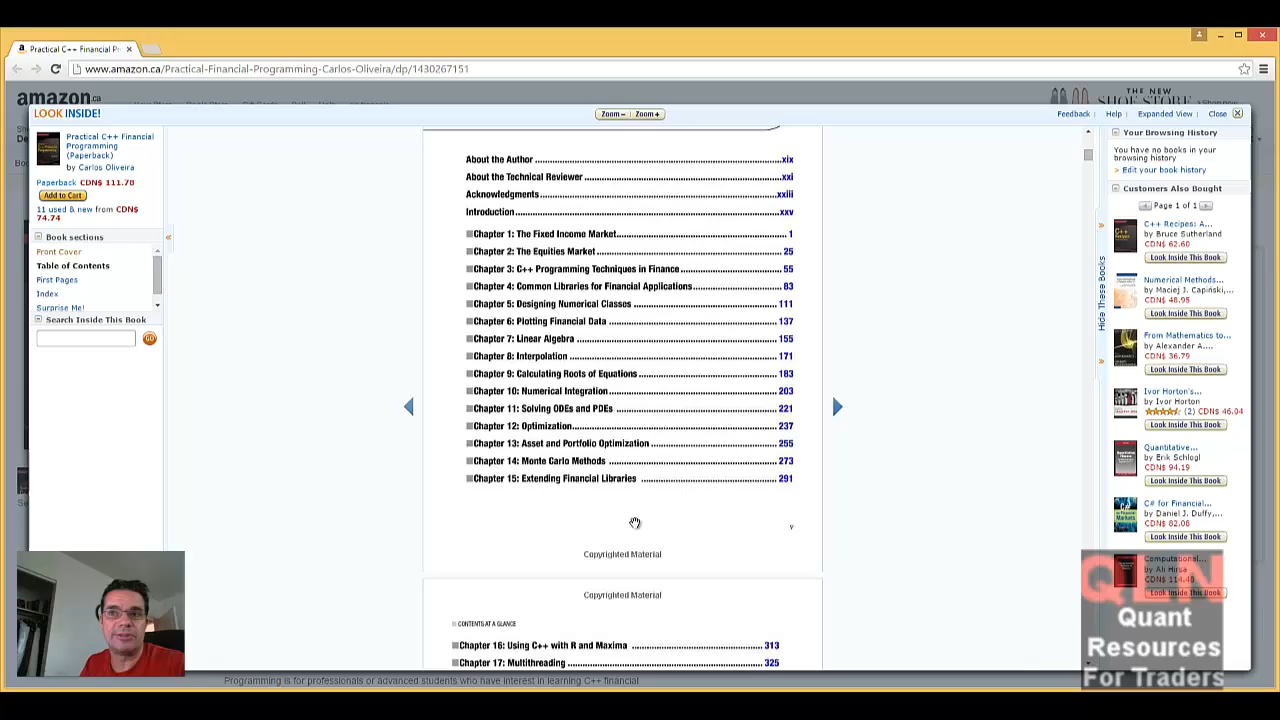 Practical C++ Financial Pr
www.amazon.ca/Practical-Financial-Programming-Carlos-Oliveira/dp/1430267151
amazon.ca
THE NEW
SHOE STORE
LOOK INSIDE!
Zoom - Zoom +
Feedback | Help | Expanded View | Close
Practical C++ Financial
Programming
(Paperback)
by Carlos Oliveira
Paperback CDN$ 111.78
Add to Cart
11 used & new from CDN$
74.74
Book sections
Front Cover
Table of Contents
First Pages
Index
Surprise Me!
Search Inside This Book
GO
About the Author xix
About the Technical Reviewer xxi
Acknowledgments xxiii
Introduction xxv
Chapter 1: The Fixed Income Market 1
Chapter 2: The Equities Market 25
Chapter 3: C++ Programming Techniques in Finance 55
Chapter 4: Common Libraries for Financial Applications 83
Chapter 5: Designing Numerical Classes 111
Chapter 6: Plotting Financial Data 137
Chapter 7: Linear Algebra 155
Chapter 8: Interpolation 171
Chapter 9: Calculating Roots of Equations 183
Chapter 10: Numerical Integration 203
Chapter 11: Solving ODEs and PDEs 221
Chapter 12: Optimization 237
Chapter 13: Asset and Portfolio Optimization 255
Chapter 14: Monte Carlo Methods 273
Chapter 15: Extending Financial Libraries 291
v
Copyrighted Material
Copyrighted Material
CONTENTS AT A GLANCE
Chapter 16: Using C++ with R and Maxima 313
Chapter 17: Multithreading 325
Programming is for professionals or advanced students who have interest in learning C++ financial
Hide These Books
Your Browsing History
You have no books in your
browsing history
Edit your book history
Customers Also Bought
Page 1 of 1
C++ Recipes: A...
by Bruce Sutherland
CDN$ 62.60
Look Inside This Book
Numerical Methods...
by Maciej J. Capiński,...
CDN$ 48.95
Look Inside This Book
From Mathematics to...
by Alexander A....
CDN$ 36.79
Look Inside This Book
Ivor Horton's...
by Ivor Horton
(2) CDN$ 46.04
Look Inside This Book
Quantitative...
by Erik Schlogl
CDN$ 94.19
Look Inside This Book
C# for Financial...
by Daniel J. Duffy,...
CDN$ 82.08
Look Inside This Book
Computational...
by Ali Hirsa
CDN$ 114.48
Look Inside This Book
QLN
Quant
Resources
For Traders